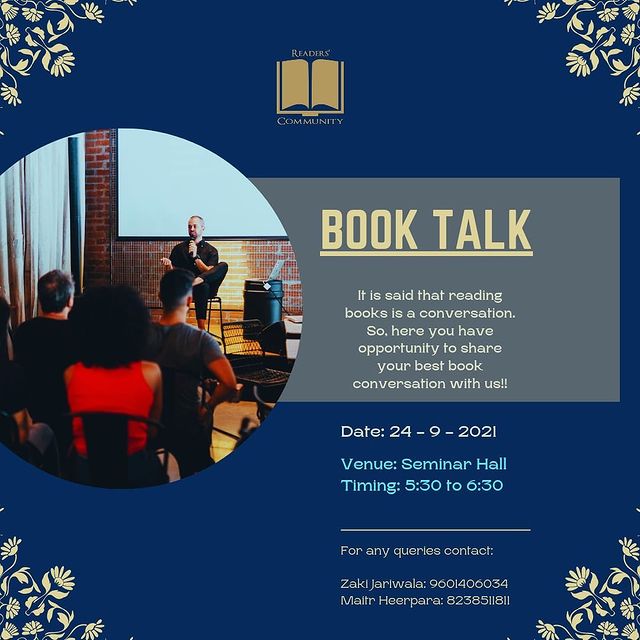 READERS'
COMMUNITY
BOOK TALK
It is said that reading
books is a conversation.
So, here you have
opportunity to share
your best book
conversation with us!!
Date: 24 - 9 - 2021
Venue: Seminar Hall
Timing: 5:30 to 6:30
For any queries contact:
Zaki Jariwala: 9601406034
Maitr Heerpara: 8238511811